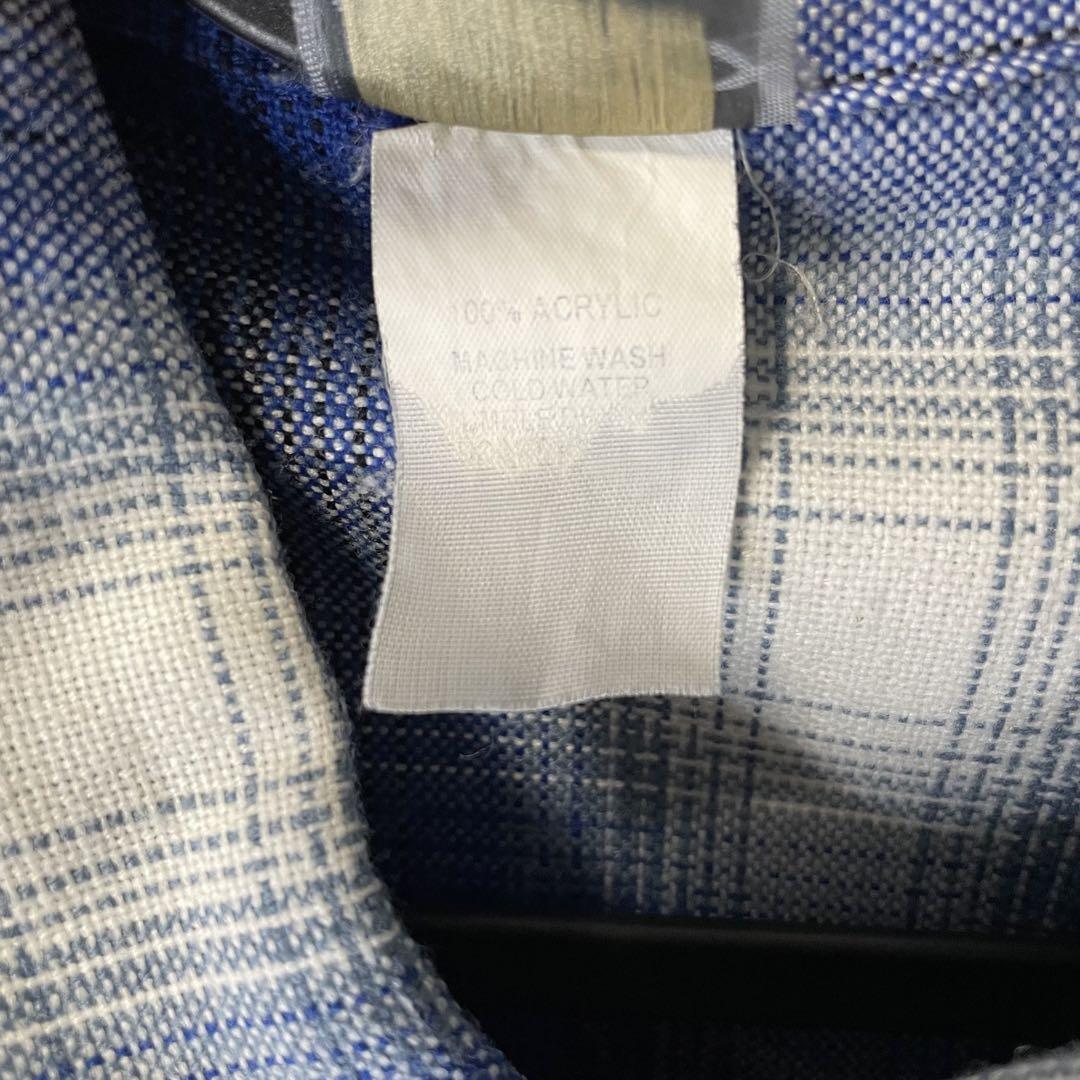 100% ACRYLIC
MACHINE WASH
COLD WATER